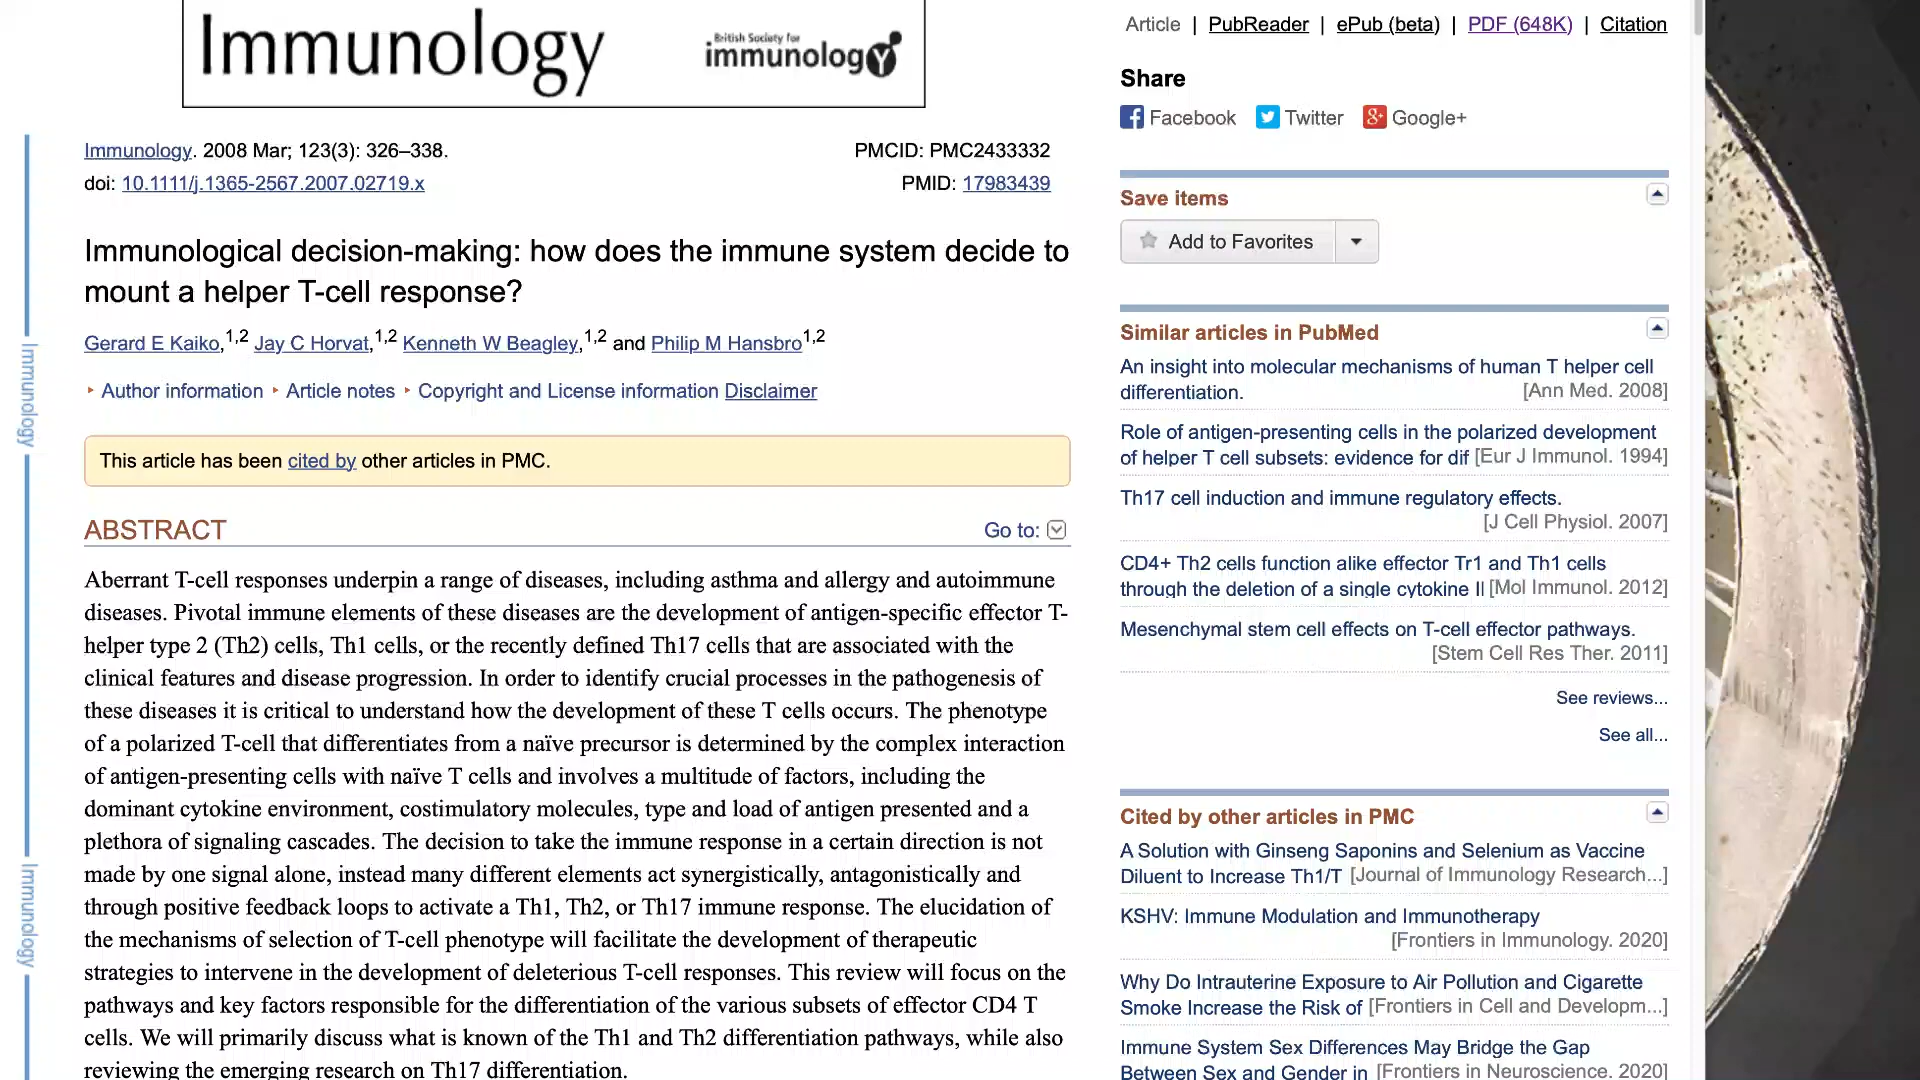 Immunology
British Society for
immunology
Article | PubReader | ePub (beta) | PDF (648K) | Citation
Share
Facebook Twitter Google+
Immunology. 2008 Mar; 123(3): 326–338.
PMCID: PMC2433332
doi: 10.1111/j.1365-2567.2007.02719.x
PMID: 17983439
Immunological decision-making: how does the immune system decide to
mount a helper T-cell response?
Gerard E Kaiko,1,2 Jay C Horvat,1,2 Kenneth W Beagley,1,2 and Philip M Hansbro1,2
Author information Article notes Copyright and License information Disclaimer
This article has been cited by other articles in PMC.
ABSTRACT
Go to:
Aberrant T-cell responses underpin a range of diseases, including asthma and allergy and autoimmune
diseases. Pivotal immune elements of these diseases are the development of antigen-specific effector T-
helper type 2 (Th2) cells, Th1 cells, or the recently defined Th17 cells that are associated with the
clinical features and disease progression. In order to identify crucial processes in the pathogenesis of
these diseases it is critical to understand how the development of these T cells occurs. The phenotype
of a polarized T-cell that differentiates from a naïve precursor is determined by the complex interaction
of antigen-presenting cells with naïve T cells and involves a multitude of factors, including the
dominant cytokine environment, costimulatory molecules, type and load of antigen presented and a
plethora of signaling cascades. The decision to take the immune response in a certain direction is not
made by one signal alone, instead many different elements act synergistically, antagonistically and
through positive feedback loops to activate a Th1, Th2, or Th17 immune response. The elucidation of
the mechanisms of selection of T-cell phenotype will facilitate the development of therapeutic
strategies to intervene in the development of deleterious T-cell responses. This review will focus on the
pathways and key factors responsible for the differentiation of the various subsets of effector CD4 T
cells. We will primarily discuss what is known of the Th1 and Th2 differentiation pathways, while also
reviewing the emerging research on Th17 differentiation.
Immunology
Immunology
Save items
Add to Favorites
Similar articles in PubMed
An insight into molecular mechanisms of human T helper cell
differentiation. [Ann Med. 2008]
Role of antigen-presenting cells in the polarized development
of helper T cell subsets: evidence for dif [Eur J Immunol. 1994]
Th17 cell induction and immune regulatory effects.
[J Cell Physiol. 2007]
CD4+ Th2 cells function alike effector Tr1 and Th1 cells
through the deletion of a single cytokine II [Mol Immunol. 2012]
Mesenchymal stem cell effects on T-cell effector pathways.
[Stem Cell Res Ther. 2011]
See reviews...
See all...
Cited by other articles in PMC
A Solution with Ginseng Saponins and Selenium as Vaccine
Diluent to Increase Th1/T [Journal of Immunology Research...]
KSHV: Immune Modulation and Immunotherapy
[Frontiers in Immunology. 2020]
Why Do Intrauterine Exposure to Air Pollution and Cigarette
Smoke Increase the Risk of [Frontiers in Cell and Developm...]
Immune System Sex Differences May Bridge the Gap
Between Sex and Gender in [Frontiers in Neuroscience. 2020]